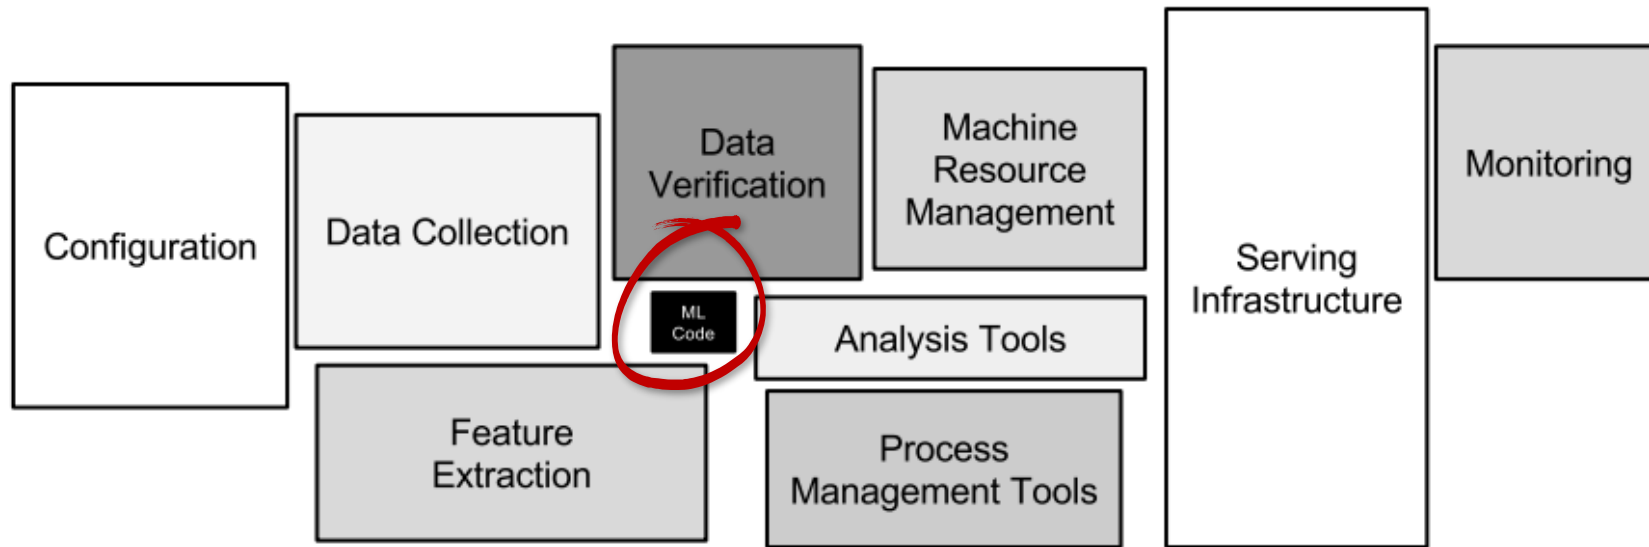 Configuration
Data Collection
Data
Verification
Machine
Resource
Management
Serving
Infrastructure
Monitoring
ML
Code
Analysis Tools
Feature
Extraction
Process
Management Tools